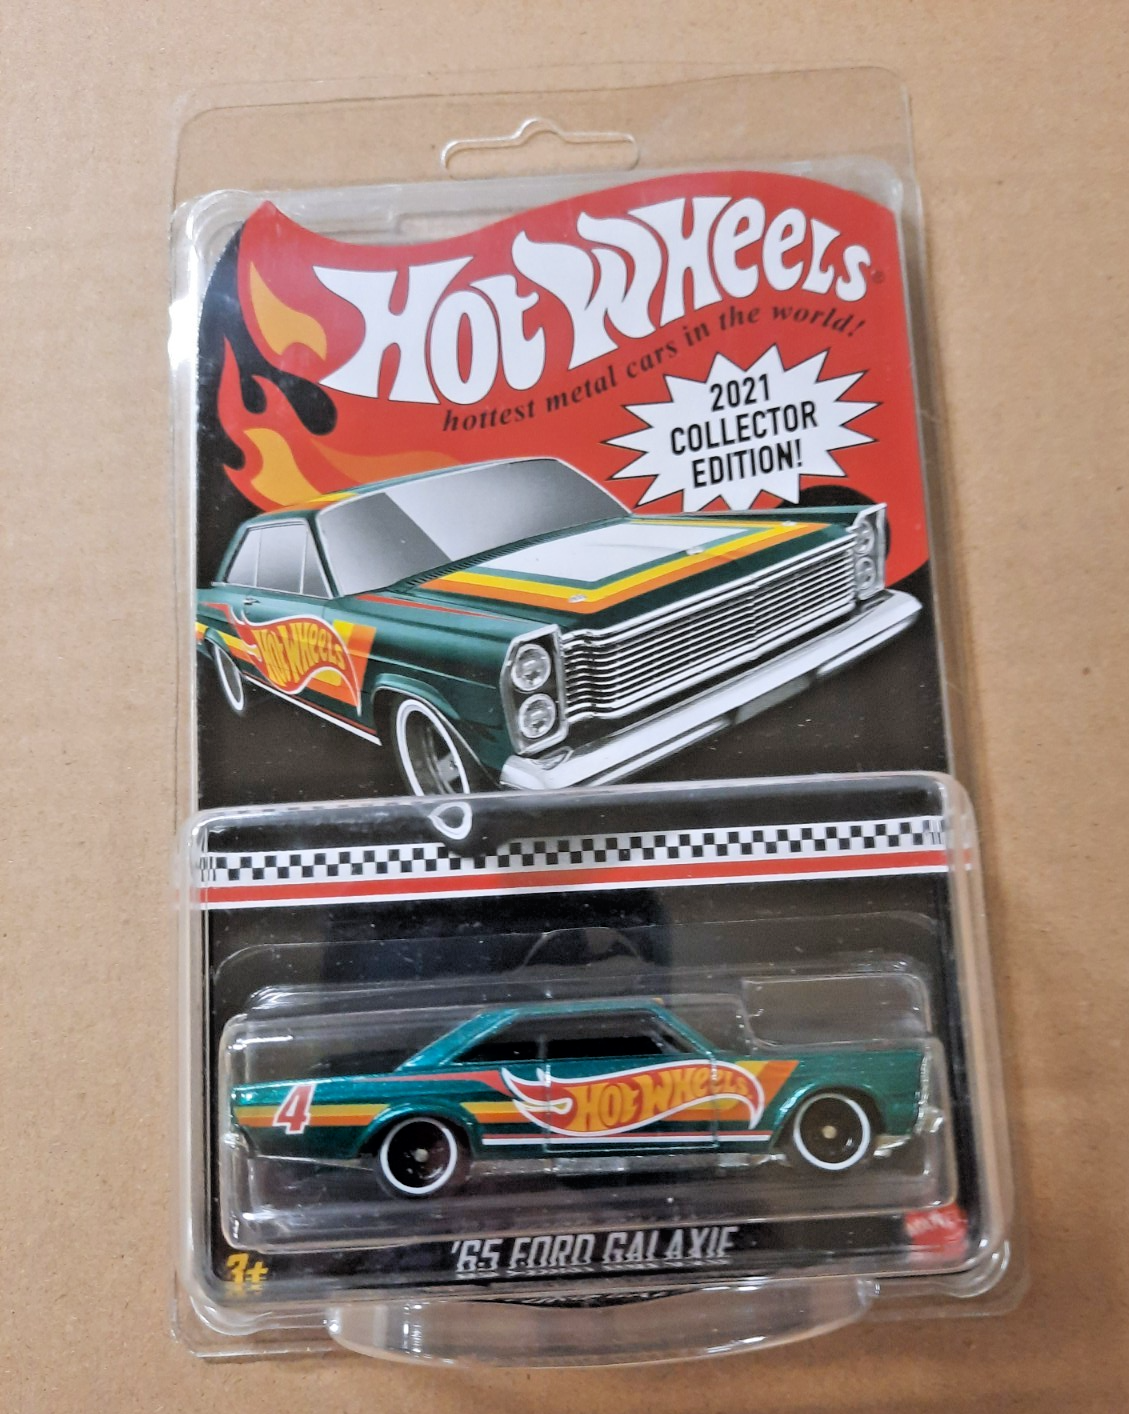 Hot Wheels®
hottest metal cars in the world!
2021
COLLECTOR
EDITION!
HOT WHEELS
4
HOT WHEELS
'65 FORD GALAXIE
3+